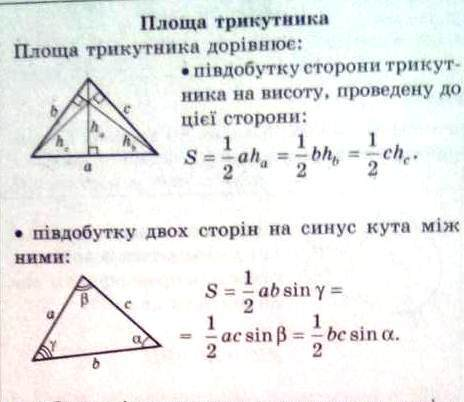 Площа трикутника
Площа трикутника дорівнює:
• півдобутку сторони трикут-
ника на висоту, проведену до
цієї сторони:
b c
h_c h_a h_b
a
S = 1/2 ah_a = 1/2 bh_b = 1/2 ch_c.
• півдобутку двох сторін на синус кута між
ними:
β
a c
γ α
b
S = 1/2 ab sin γ =
= 1/2 ac sin β = 1/2 bc sin α.